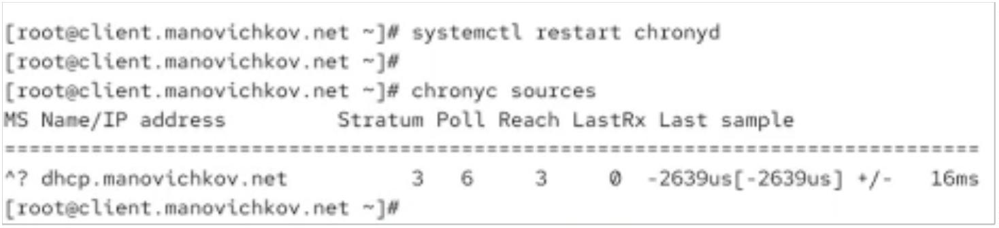 [root@client.manovichkov.net ~]# systemctl restart chronyd
[root@client.manovichkov.net ~]#
[root@client.manovichkov.net ~]# chronyc sources
MS Name/IP address         Stratum Poll Reach LastRx Last sample
===============================================================================
^? dhcp.manovichkov.net          3   6     3     0  -2639us[-2639us] +/-   16ms
[root@client.manovichkov.net ~]#